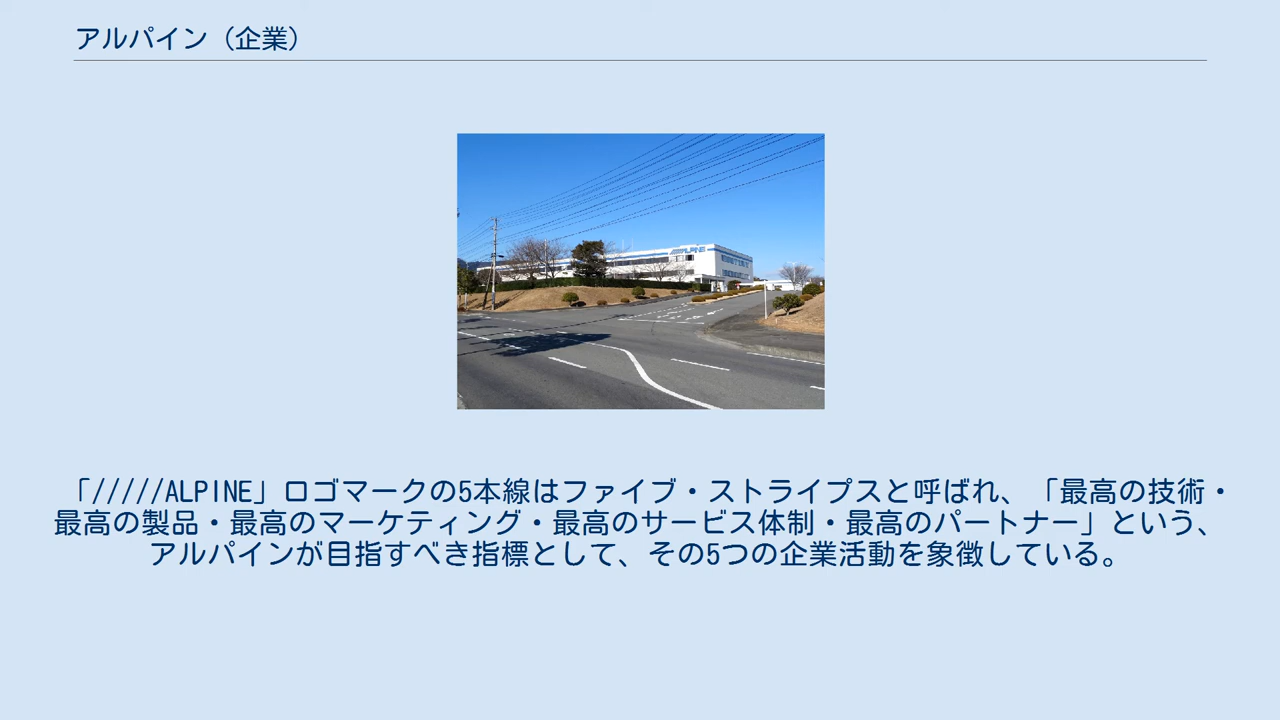 アルパイン（企業）
ALPINE
「/////ALPINE」ロゴマークの5本線はファイブ・ストライプスと呼ばれ、「最高の技術・
最高の製品・最高のマーケティング・最高のサービス体制・最高のパートナー」という、
アルパインが目指すべき指標として、その5つの企業活動を象徴している。